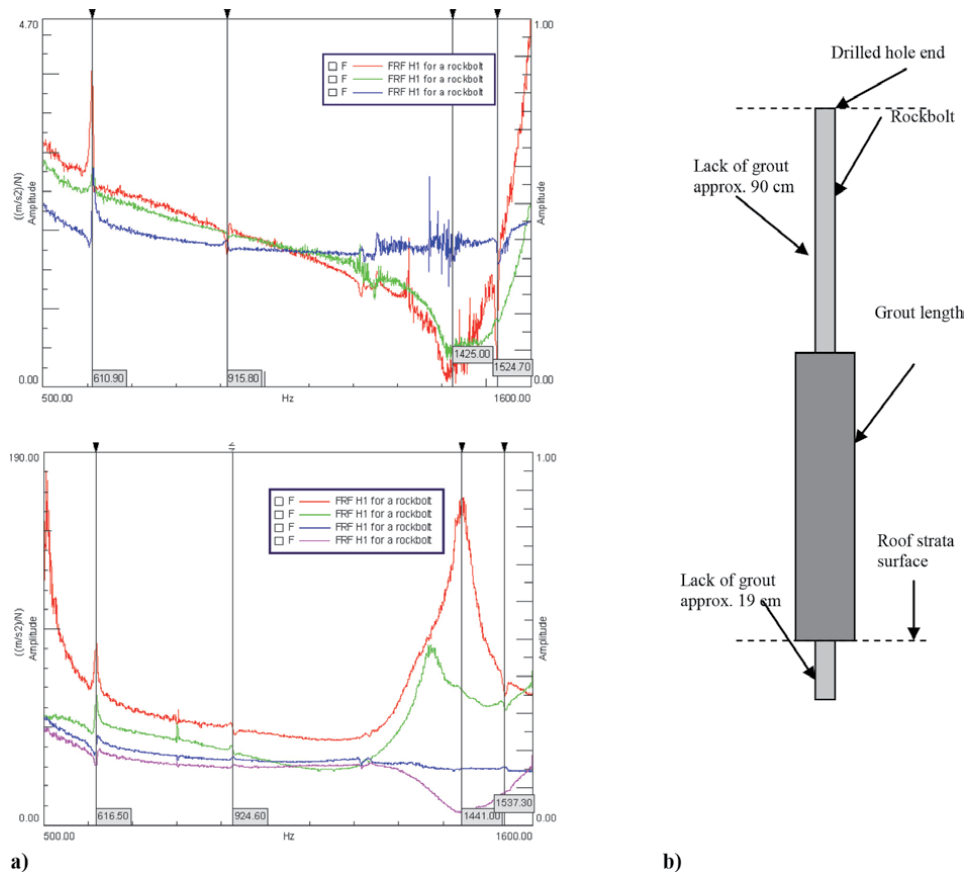 4.70
1.00
F FRF H1 for a rockbolt
F FRF H1 for a rockbolt
F FRF H1 for a rockbolt
((m/s2)/N)
Amplitude
Amplitude
0.00
610.90
915.80
1425.00
1524.70
0.00
500.00
Hz
1600.00
190.00
1.00
F FRF H1 for a rockbolt
F FRF H1 for a rockbolt
F FRF H1 for a rockbolt
F FRF H1 for a rockbolt
((m/s2)/N)
Amplitude
Amplitude
0.00
616.50
924.60
1441.00
1537.30
0.00
500.00
Hz
1600.00
a)
Drilled hole end
Rockbolt
Lack of grout
approx. 90 cm
Grout length
Roof strata
surface
Lack of grout
approx. 19 cm
b)